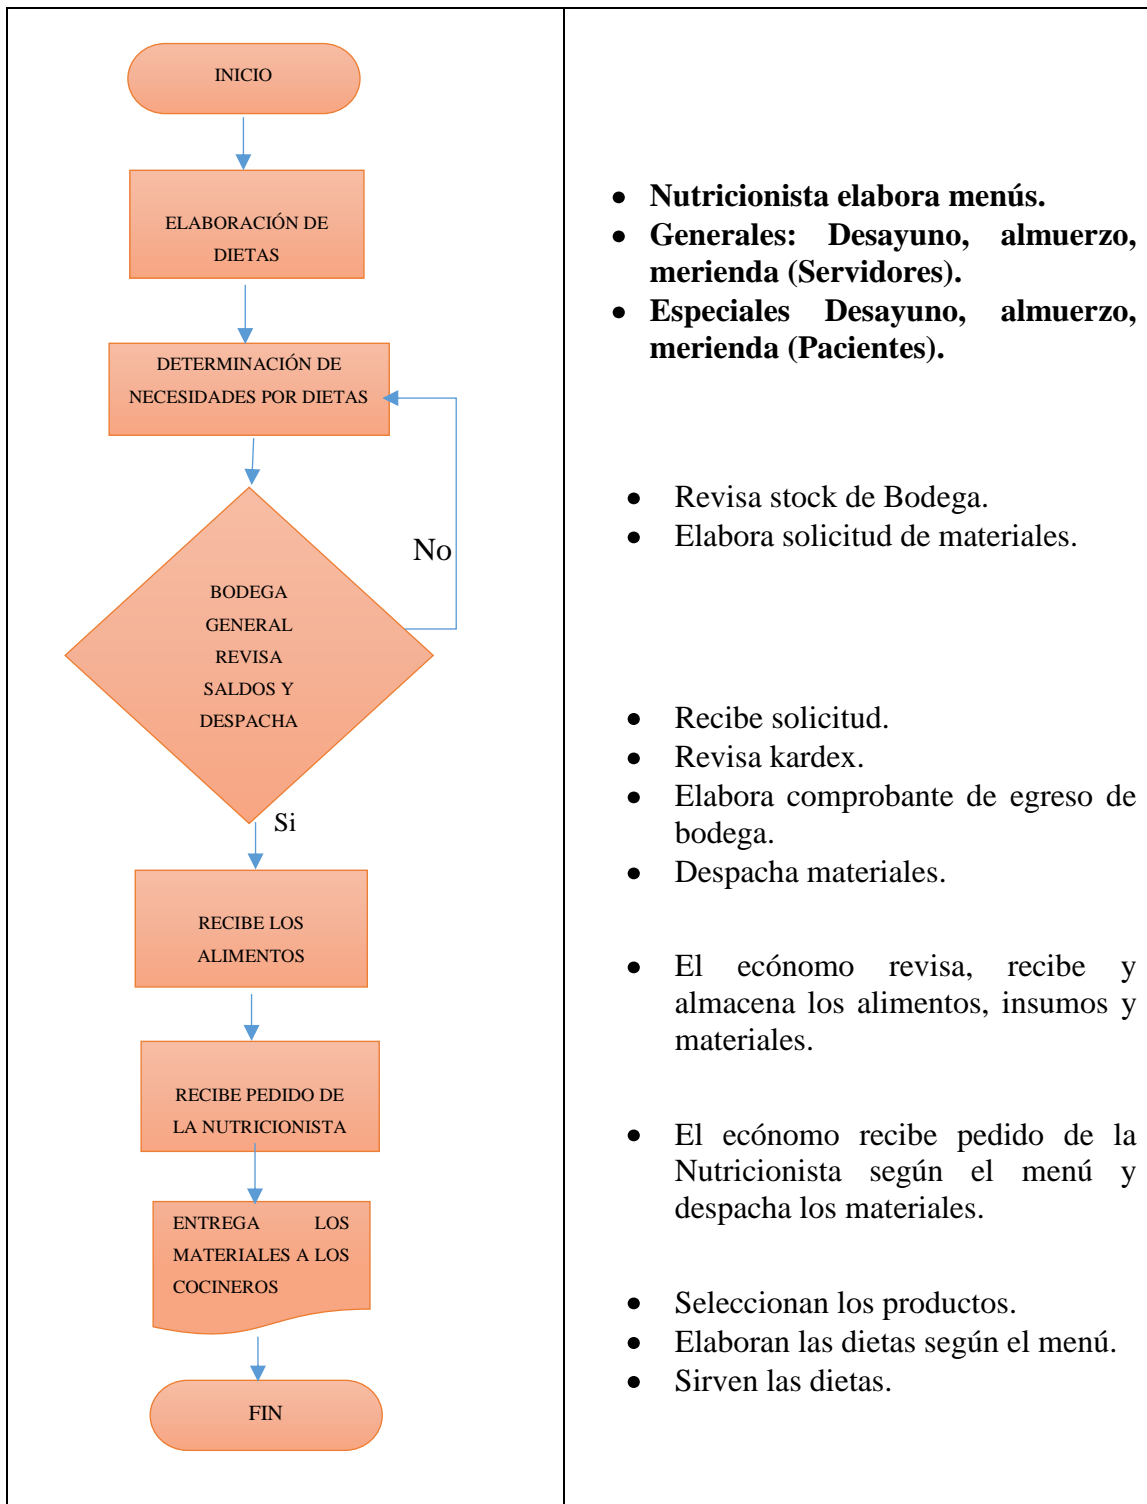 INICIO
ELABORACIÓN DE
DIETAS
DETERMINACIÓN DE
NECESIDADES POR DIETAS
No
BODEGA
GENERAL
REVISA
SALDOS Y
DESPACHA
Si
RECIBE LOS
ALIMENTOS
RECIBE PEDIDO DE
LA NUTRICIONISTA
ENTREGA LOS
MATERIALES A LOS
COCINEROS
FIN
• Nutricionista elabora menús.
• Generales: Desayuno, almuerzo,
merienda (Servidores).
• Especiales Desayuno, almuerzo,
merienda (Pacientes).
• Revisa stock de Bodega.
• Elabora solicitud de materiales.
• Recibe solicitud.
• Revisa kardex.
• Elabora comprobante de egreso de
bodega.
• Despacha materiales.
• El ecónomo revisa, recibe y
almacena los alimentos, insumos y
materiales.
• El ecónomo recibe pedido de la
Nutricionista según el menú y
despacha los materiales.
• Seleccionan los productos.
• Elaboran las dietas según el menú.
• Sirven las dietas.